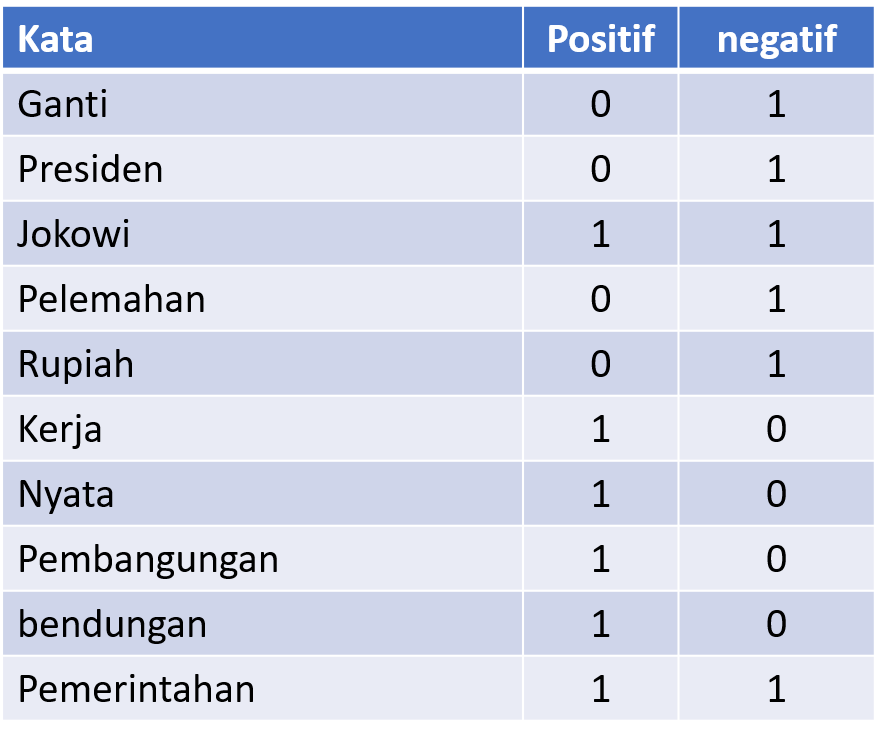 Kata Positif negatif
Ganti 0 1
Presiden 0 1
Jokowi 1 1
Pelemahan 0 1
Rupiah 0 1
Kerja 1 0
Nyata 1 0
Pembangungan 1 0
bendungan 1 0
Pemerintahan 1 1